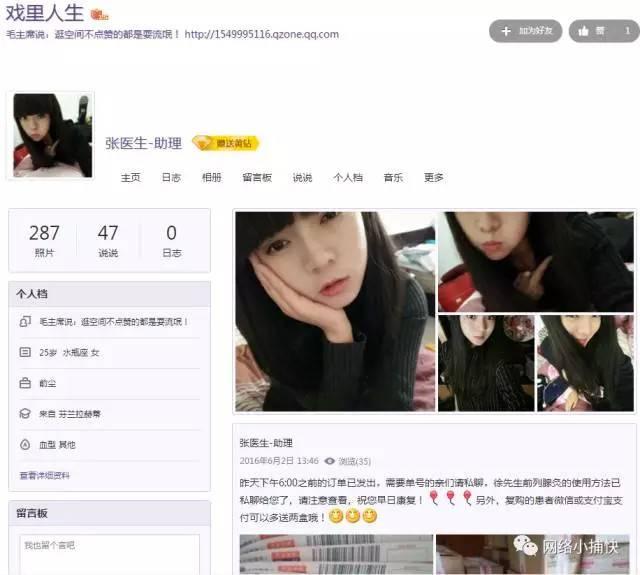 戏里人生
毛主席说：逛空间不点赞的都是耍流氓！ http://1549995116.qzone.qq.com
加为好友
赞 1
张医生-助理
赠送黄钻
主页 日志 相册 留言板 说说 个人档 音乐 更多
287 47 0
照片 说说 日志
个人档
毛主席说：逛空间不点赞的都是耍流氓！
25岁 水瓶座 女
前尘
来自 芬兰拉赫蒂
血型 其他
查看详细资料
留言板
我也留个言吧
张医生-助理
2016年6月2日 13:46 浏览(35)
昨天下午6:00之前的订单已发出，需要单号的亲们请私聊，徐先生前列腺灸的使用方法已
私聊给您了，请注意查看，祝您早日康复！ 另外，复购的患者微信或支付宝支
付可以多送两盒哦！
网络小捕快